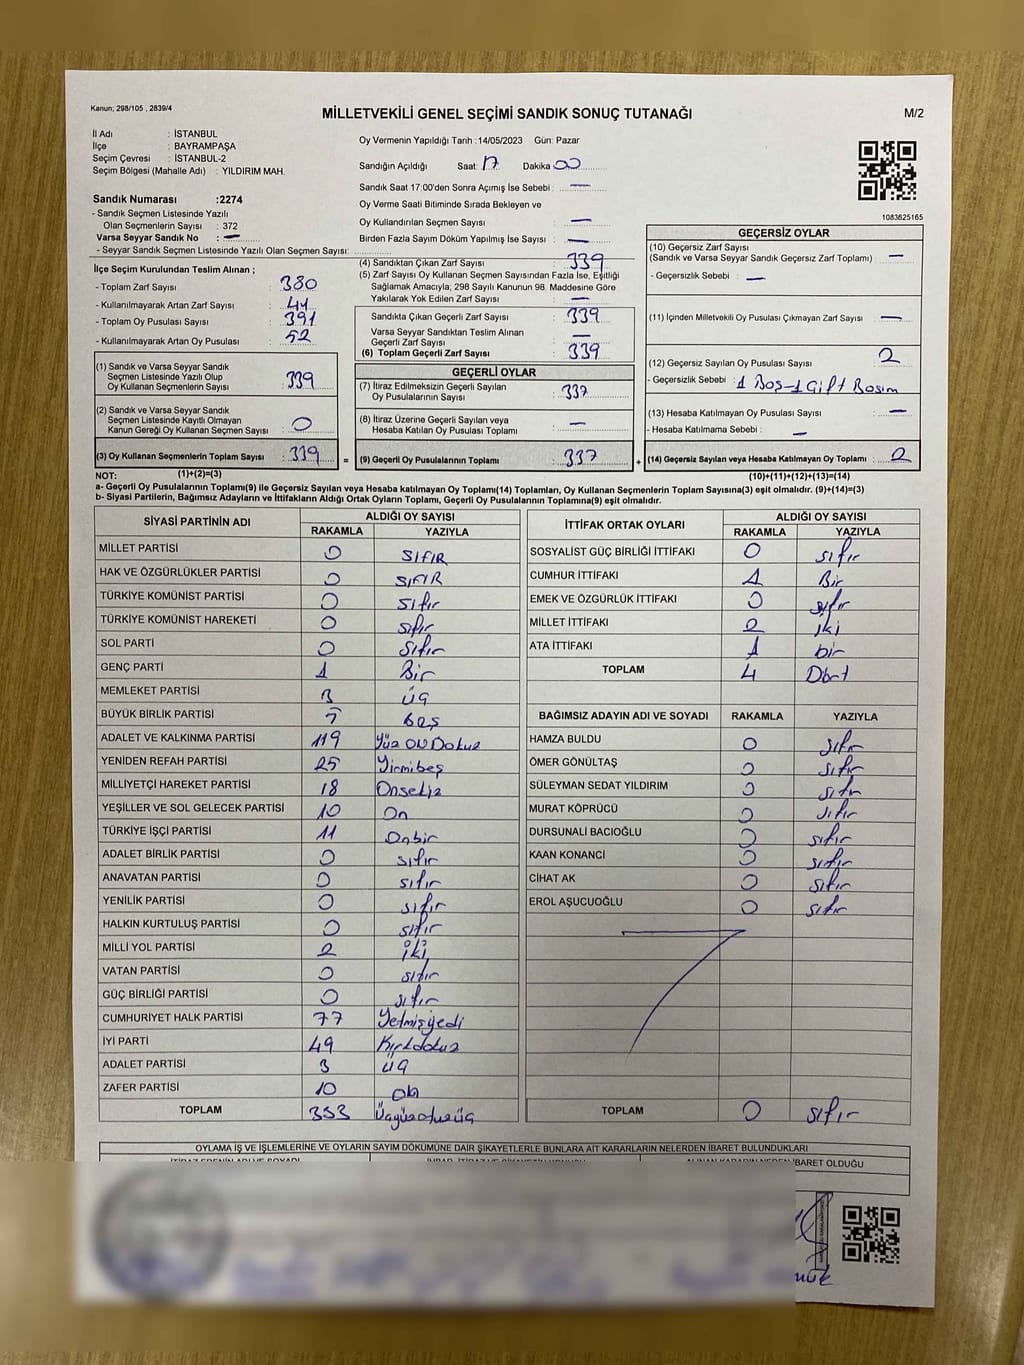 Kanun; 298/105 , 2839/4
MİLLETVEKİLİ GENEL SEÇİMİ SANDIK SONUÇ TUTANAĞI
M/2
İl Adı : İSTANBUL
İlçe : BAYRAMPAŞA
Seçim Çevresi : İSTANBUL-2
Seçim Bölgesi (Mahalle Adı) : YILDIRIM MAH.
Sandık Numarası :2274
- Sandık Seçmen Listesinde Yazılı
Olan Seçmenlerin Sayısı : 372
Varsa Seyyar Sandık No : —
- Seyyar Sandık Seçmen Listesinde Yazılı Olan Seçmen Sayısı:
İlçe Seçim Kurulundan Teslim Alınan ;
- Toplam Zarf Sayısı : 380
- Kullanılmayarak Artan Zarf Sayısı : 41
- Toplam Oy Pusulası Sayısı : 391
- Kullanılmayarak Artan Oy Pusulası : 52
(1) Sandık ve Varsa Seyyar Sandık
Seçmen Listesinde Yazılı Olup
Oy Kullanan Seçmenlerin Sayısı : 339
(2) Sandık ve Varsa Seyyar Sandık
Seçmen Listesinde Kayıtlı Olmayan
Kanun Gereği Oy Kullanan Seçmen Sayısı : 0
(3) Oy Kullanan Seçmenlerin Toplam Sayısı : 339
Oy Vermenin Yapıldığı Tarih :14/05/2023 Gün: Pazar
Sandığın Açıldığı Saat: 17 Dakika 00
Sandık Saat 17:00'den Sonra Açımış İse Sebebi : —
Oy Verme Saati Bitiminde Sırada Bekleyen ve
Oy Kullandırılan Seçmen Sayısı : —
Birden Fazla Sayım Döküm Yapılmış İse Sayısı : —
(4) Sandıktan Çıkan Zarf Sayısı : 339
(5) Zarf Sayısı Oy Kullanan Seçmen Sayısından Fazla İse, Eşitliği
Sağlamak Amacıyla; 298 Sayılı Kanunun 98. Maddesine Göre
Yakılarak Yok Edilen Zarf Sayısı : —
Sandıkta Çıkan Geçerli Zarf Sayısı : 339
Varsa Seyyar Sandıktan Teslim Alınan
Geçerli Zarf Sayısı : —
(6) Toplam Geçerli Zarf Sayısı : 339
GEÇERLİ OYLAR
(7) İtiraz Edilmeksizin Geçerli Sayılan
Oy Pusulalarının Sayısı : 337
(8) İtiraz Üzerine Geçerli Sayılan veya
Hesaba Katılan Oy Pusulası Toplamı : —
= (9) Geçerli Oy Pusulalarının Toplamı : 337
1083625165
GEÇERSİZ OYLAR
(10) Geçersiz Zarf Sayısı
(Sandık ve Varsa Seyyar Sandık Geçersiz Zarf Toplamı) : —
- Geçersizlik Sebebi : —
(11) İçinden Milletvekili Oy Pusulası Çıkmayan Zarf Sayısı : —
(12) Geçersiz Sayılan Oy Pusulası Sayısı : 2
- Geçersizlik Sebebi : 1 Boş-1 Çift Basım
(13) Hesaba Katılmayan Oy Pusulası Sayısı : —
- Hesaba Katılmama Sebebi : —
+ (14) Geçersiz Sayılan veya Hesaba Katılmayan Oy Toplamı : 2
NOT: (1)+(2)=(3) (10)+(11)+(12)+(13)=(14)
a- Geçerli Oy Pusulalarının Toplamı(9) ile Geçersiz Sayılan veya Hesaba katılmayan Oy Toplamı(14) Toplamları, Oy Kullanan Seçmenlerin Toplam Sayısına(3) eşit olmalıdır. (9)+(14)=(3)
b- Siyasi Partilerin, Bağımsız Adayların ve İttifakların Aldığı Ortak Oyların Toplamı, Geçerli Oy Pusulalarının Toplamına(9) eşit olmalıdır.
SİYASİ PARTİNİN ADI ALDIĞI OY SAYISI
RAKAMLA YAZIYLA
MİLLET PARTİSİ 0 SIFIR
HAK VE ÖZGÜRLÜKLER PARTİSİ 0 SIFIR
TÜRKİYE KOMÜNİST PARTİSİ 0 sıfır
TÜRKİYE KOMÜNİST HAREKETİ 0 sıfır
SOL PARTİ 0 sıfır
GENÇ PARTİ 1 Bir
MEMLEKET PARTİSİ 3 üç
BÜYÜK BİRLİK PARTİSİ 5 beş
ADALET VE KALKINMA PARTİSİ 119 Yüz ON Dokuz
YENİDEN REFAH PARTİSİ 25 Yirmibeş
MİLLİYETÇİ HAREKET PARTİSİ 18 Onsekiz
YEŞİLLER VE SOL GELECEK PARTİSİ 10 On
TÜRKİYE İŞÇİ PARTİSİ 11 Onbir
ADALET BİRLİK PARTİSİ 0 sıfır
ANAVATAN PARTİSİ 0 sıfır
YENİLİK PARTİSİ 0 sıfır
HALKIN KURTULUŞ PARTİSİ 0 sıfır
MİLLİ YOL PARTİSİ 2 iki
VATAN PARTİSİ 0 sıfır
GÜÇ BİRLİĞİ PARTİSİ 0 sıfır
CUMHURİYET HALK PARTİSİ 77 Yetmişyedi
İYİ PARTİ 49 Kırkdokuz
ADALET PARTİSİ 3 üç
ZAFER PARTİSİ 10 on
TOPLAM 333 Üçyüzotuzüç
İTTİFAK ORTAK OYLARI ALDIĞI OY SAYISI
RAKAMLA YAZIYLA
SOSYALİST GÜÇ BİRLİĞİ İTTİFAKI 0 sıfır
CUMHUR İTTİFAKI 1 Bir
EMEK VE ÖZGÜRLÜK İTTİFAKI 0 sıfır
MİLLET İTTİFAKI 2 iki
ATA İTTİFAKI 1 bir
TOPLAM 4 Dört
BAĞIMSIZ ADAYIN ADI VE SOYADI RAKAMLA YAZIYLA
HAMZA BULDU 0 sıfır
ÖMER GÖNÜLTAŞ 0 sıfır
SÜLEYMAN SEDAT YILDIRIM 0 sıfır
MURAT KÖPRÜCÜ 0 sıfır
DURSUNALİ BACIOĞLU 0 sıfır
KAAN KONANCİ 0 sıfır
CİHAT AK 0 sıfır
EROL AŞUCUOĞLU 0 sıfır
TOPLAM 0 sıfır
OYLAMA İŞ VE İŞLEMLERİNE VE OYLARIN SAYIM DÖKÜMÜNE DAİR ŞİKAYETLERLE BUNLARA AİT KARARLARIN NELERDEN İBARET BULUNDUKLARI
İBARET OLDUĞU